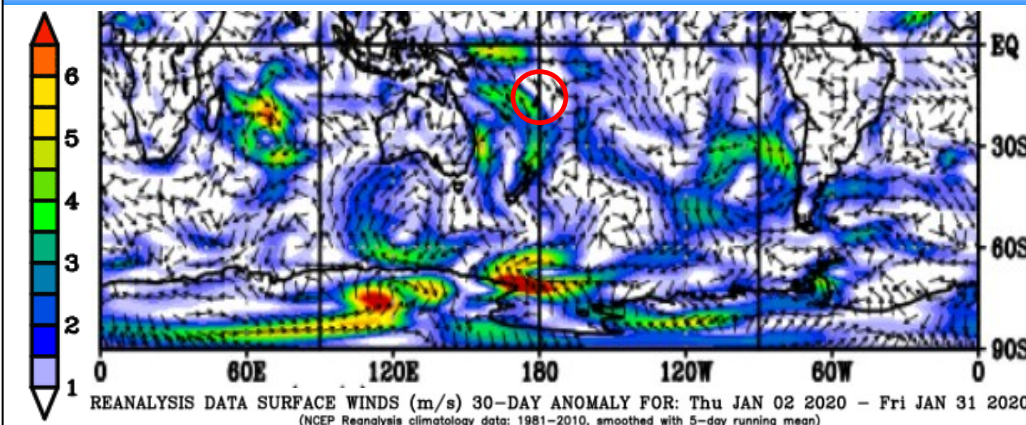 6
5
4
3
2
1
EQ
30S
60S
90S
0 60E 120E 180 120W 60W 0
REANALYSIS DATA SURFACE WINDS (m/s) 30-DAY ANOMALY FOR: Thu JAN 02 2020 – Fri JAN 31 2020
(NCEP Reanalysis climatology data: 1981-2010, smoothed with 5-day running mean)